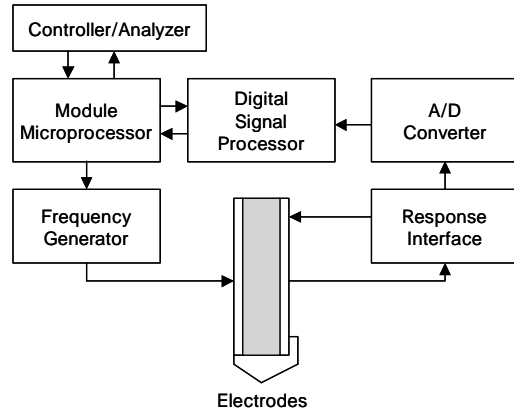 Controller/Analyzer
Module
Microprocessor
Digital
Signal
Processor
A/D
Converter
Frequency
Generator
Response
Interface
Electrodes